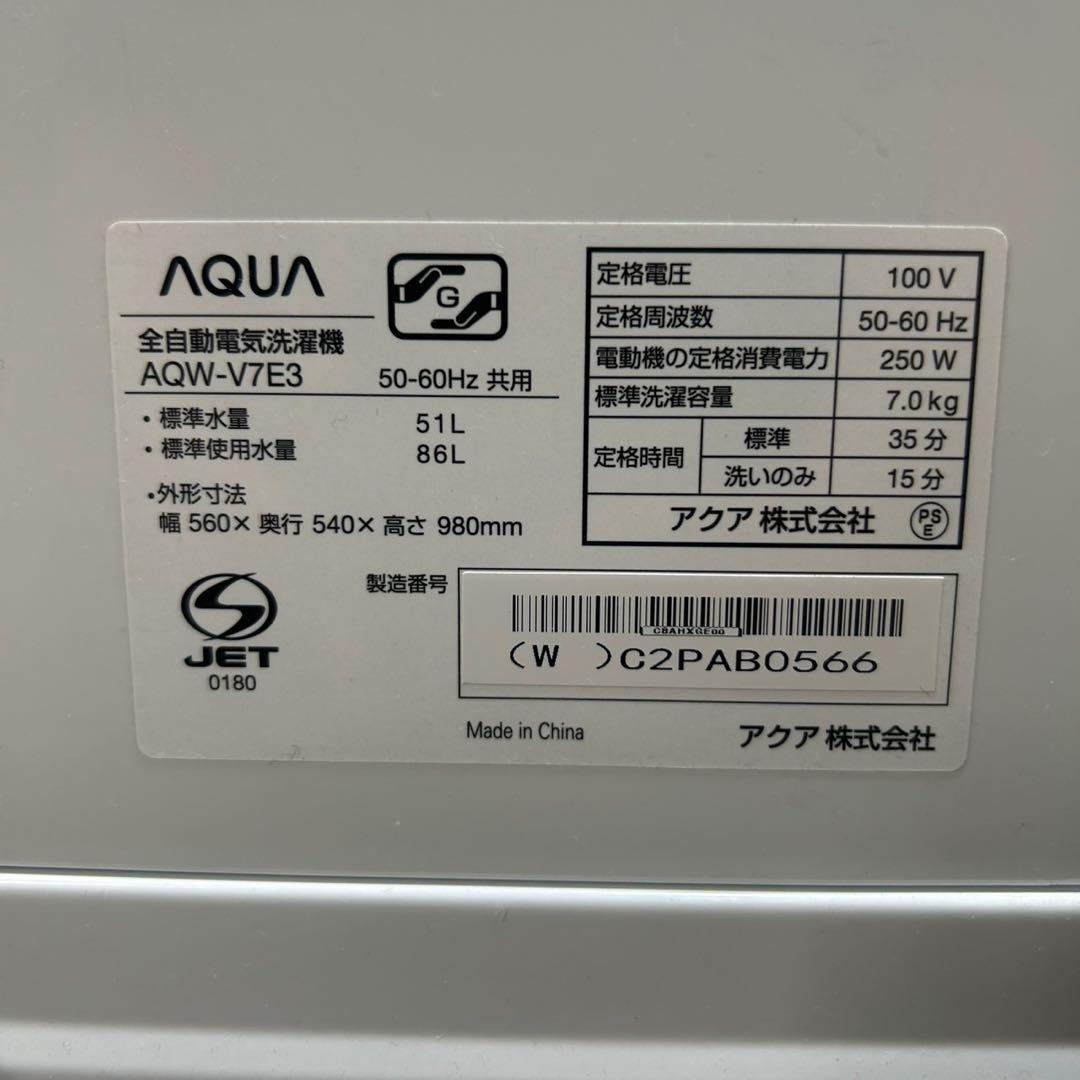 AQUA
G
全自動電気洗濯機
AQW-V7E3 50-60Hz 共用
・標準水量 51L
・標準使用水量 86L
・外形寸法
幅 560× 奥行 540× 高さ 980mm
定格電圧 100 V
定格周波数 50-60 Hz
電動機の定格消費電力 250 W
標準洗濯容量 7.0 kg
定格時間 標準 35 分
洗いのみ 15 分
アクア 株式会社 PSE
JET
0180
製造番号
C8AHXGE00
(W )C2PAB0566
Made in China
アクア 株式会社